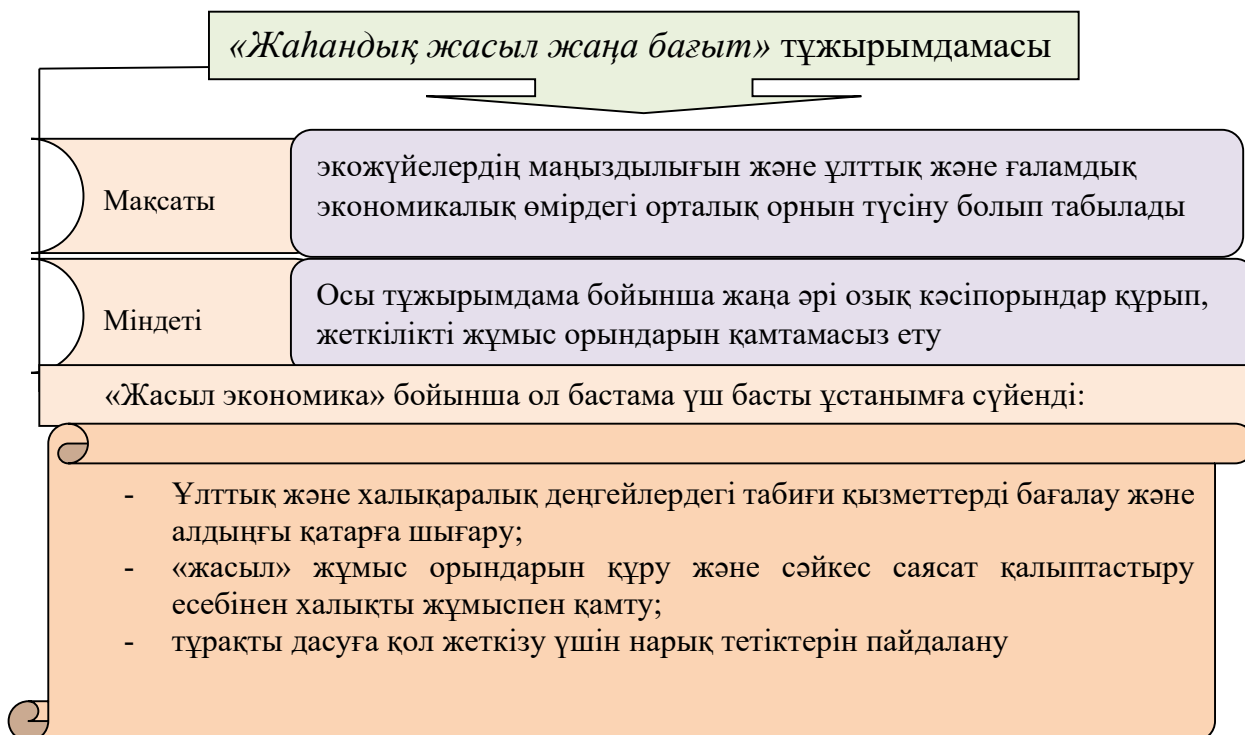 «Жаһандық жасыл жаңа бағыт» тұжырымдамасы
Мақсаты
экожүйелердің маңыздылығын және ұлттық және ғаламдық
экономикалық өмірдегі орталық орнын түсіну болып табылады
Міндеті
Осы тұжырымдама бойынша жаңа әрі озық кәсіпорындар құрып,
жеткілікті жұмыс орындарын қамтамасыз ету
«Жасыл экономика» бойынша ол бастама үш басты ұстанымға сүйенді:
- Ұлттық және халықаралық деңгейлердегі табиғи қызметтерді бағалау және
алдыңғы қатарға шығару;
- «жасыл» жұмыс орындарын құру және сәйкес саясат қалыптастыру
есебінен халықты жұмыспен қамту;
- тұрақты дасуға қол жеткізу үшін нарық тетіктерін пайдалану